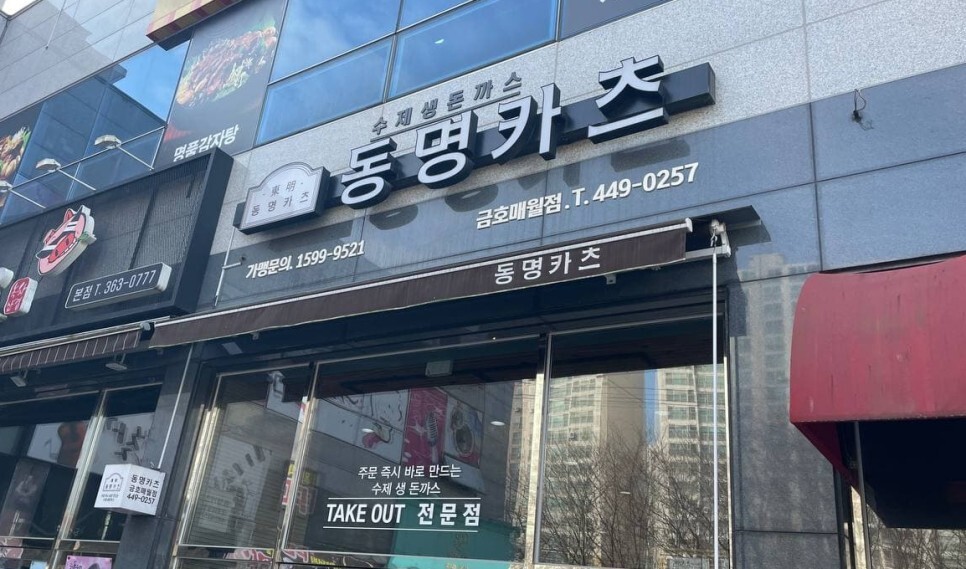 수제생돈까스
동명카츠
東明·
동명카츠
금호매월점.T. 449-0257
가맹문의. 1599-9521
동명카츠
명품감자탕
본점 T. 363-0777
동명카츠
금호매월점
449-0257
주문 즉시 바로 만드는
수제 생 돈까스
TAKE OUT 전문점